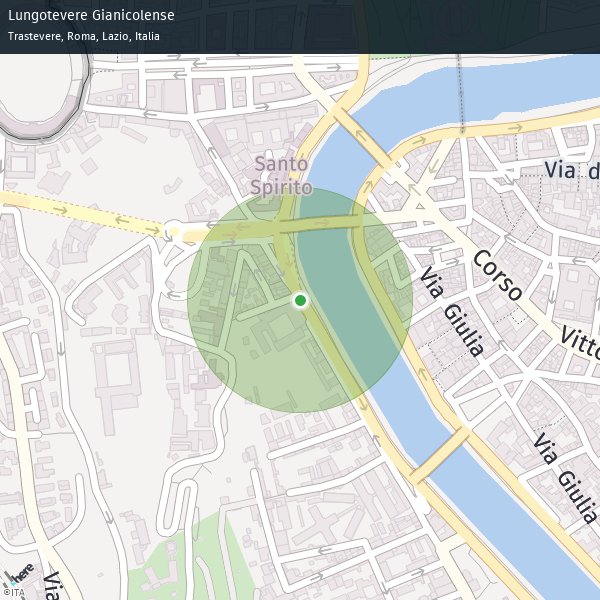 Lungotevere Gianicolense
Trastevere, Roma, Lazio, Italia
Santo
Spirito
Via d
Corso
Via Giulia
Vitto
Via Giulia
here
Via
©ITA